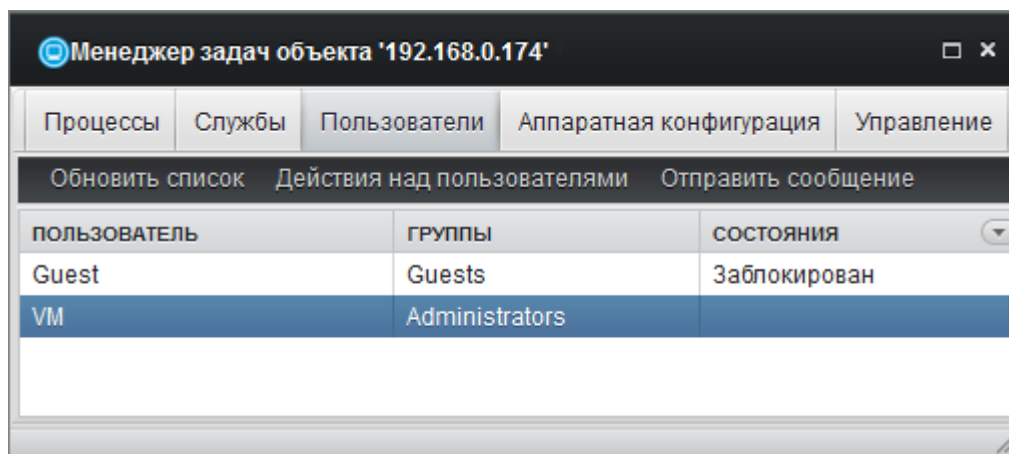 Менеджер задач объекта '192.168.0.174'
Процессы Службы Пользователи Аппаратная конфигурация Управление
Обновить список Действия над пользователями Отправить сообщение
ПОЛЬЗОВАТЕЛЬ ГРУППЫ СОСТОЯНИЯ
Guest Guests Заблокирован
VM Administrators